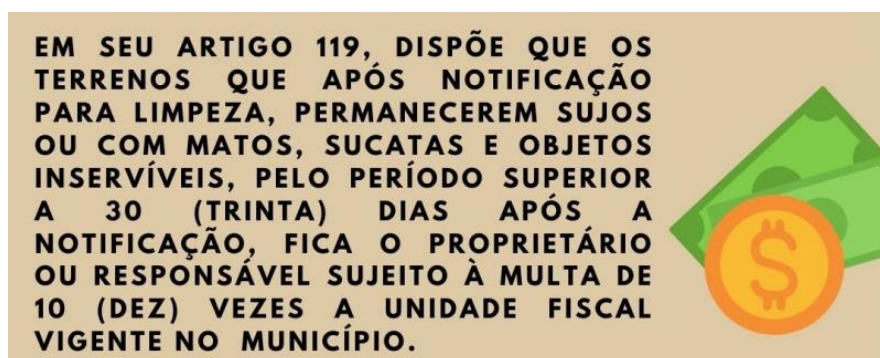 EM SEU ARTIGO 119, DISPÕE QUE OS
TERRENOS QUE APÓS NOTIFICAÇÃO
PARA LIMPEZA, PERMANECEREM SUJOS
OU COM MATOS, SUCATAS E OBJETOS
INSERVÍVEIS, PELO PERÍODO SUPERIOR
A 30 (TRINTA) DIAS APÓS A
NOTIFICAÇÃO, FICA O PROPRIETÁRIO
OU RESPONSÁVEL SUJEITO À MULTA DE
10 (DEZ) VEZES A UNIDADE FISCAL
VIGENTE NO MUNICÍPIO.
$